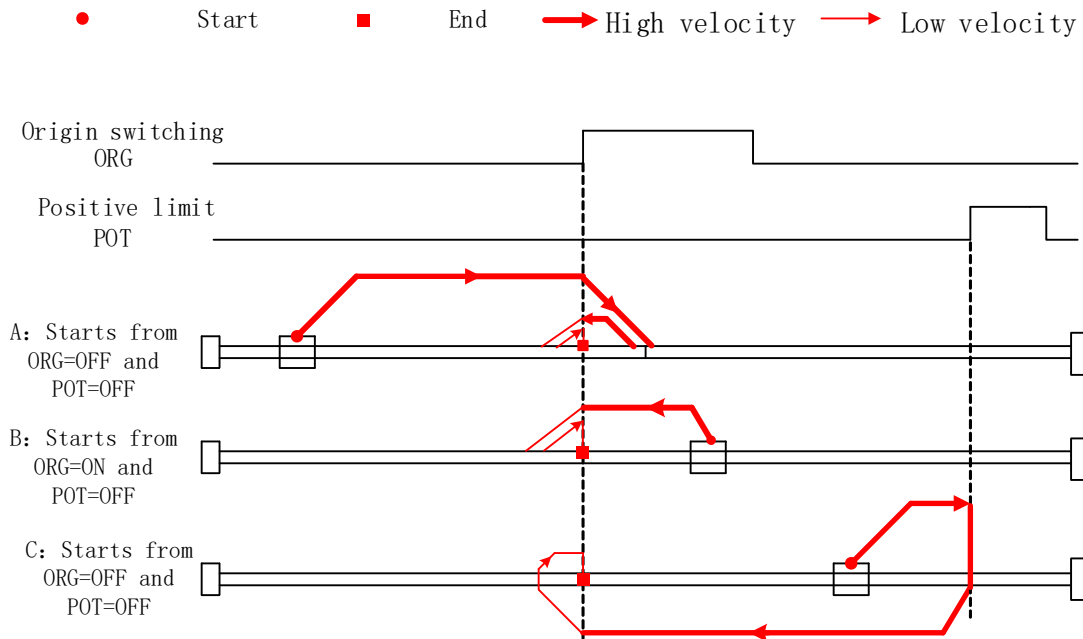 Start End High velocity Low velocity
Origin switching
ORG
Positive limit
POT
A: Starts from
ORG=OFF and
POT=OFF
B: Starts from
ORG=ON and
POT=OFF
C: Starts from
ORG=OFF and
POT=OFF